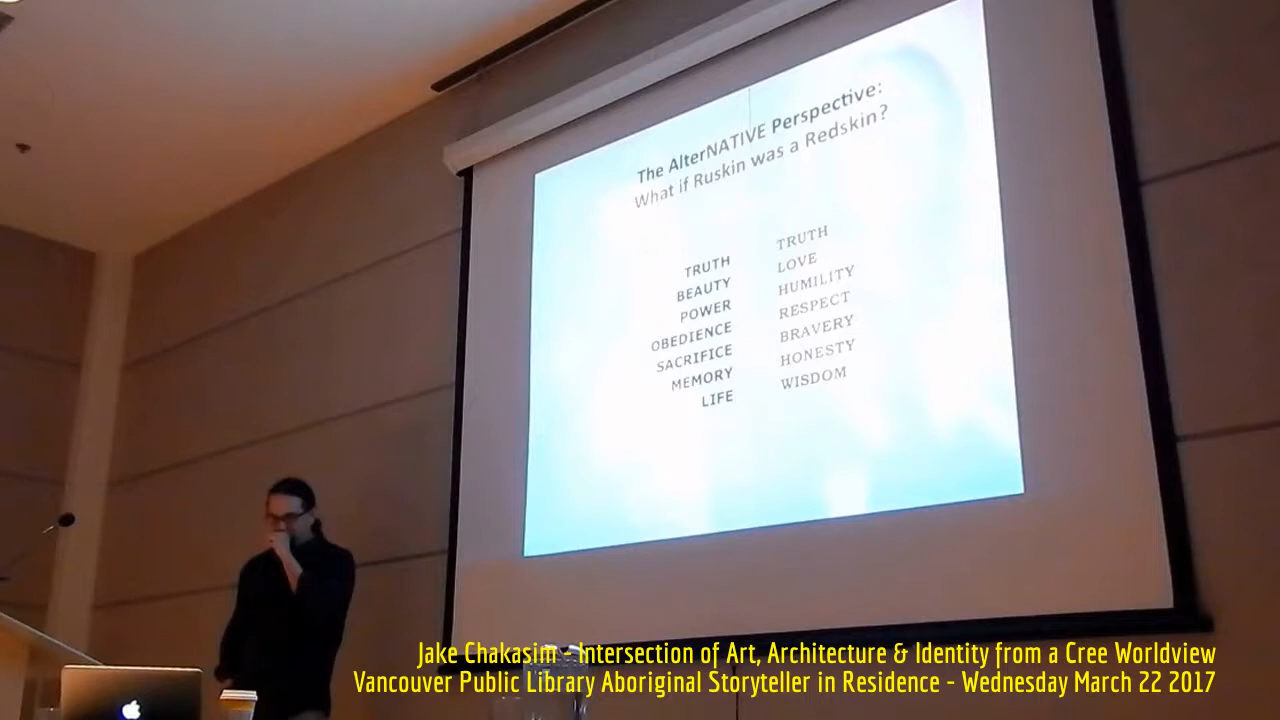 The AlterNATIVE Perspective:
What if Ruskin was a Redskin?
TRUTH
BEAUTY
POWER
OBEDIENCE
SACRIFICE
MEMORY
LIFE
TRUTH
LOVE
HUMILITY
RESPECT
BRAVERY
HONESTY
WISDOM
Jake Chakasim - Intersection of Art, Architecture & Identity from a Cree Worldview
Vancouver Public Library Aboriginal Storyteller in Residence - Wednesday March 22 2017